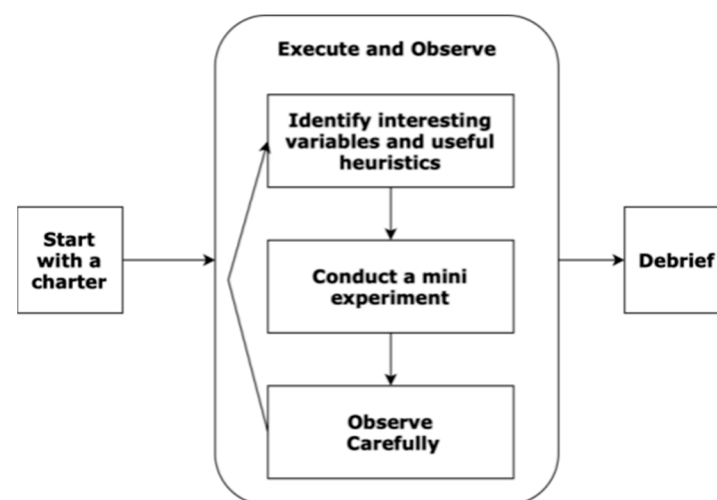 Execute and Observe
Identify interesting
variables and useful
heuristics
Start
with a
charter
Conduct a mini
experiment
Debrief
Observe
Carefully